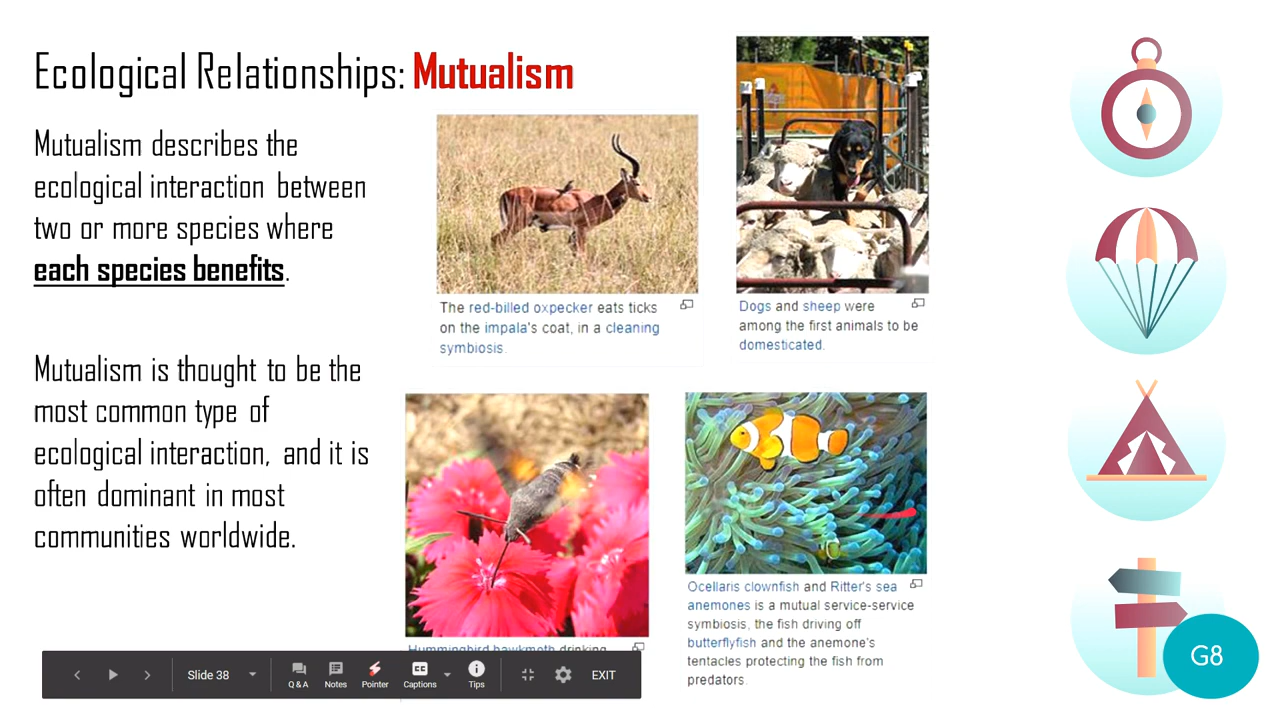 Ecological Relationships: Mutualism
Mutualism describes the
ecological interaction between
two or more species where
each species benefits.
Mutualism is thought to be the
most common type of
ecological interaction, and it is
often dominant in most
communities worldwide.
The red-billed oxpecker eats ticks
on the impala's coat, in a cleaning
symbiosis.
Dogs and sheep were
among the first animals to be
domesticated.
Hummingbird hawkmoth drinking
Ocellaris clownfish and Ritter's sea
anemones is a mutual service-service
symbiosis, the fish driving off
butterflyfish and the anemone's
tentacles protecting the fish from
predators.
Slide 38
Q & A
Notes
Pointer
Captions
Tips
EXIT
G8